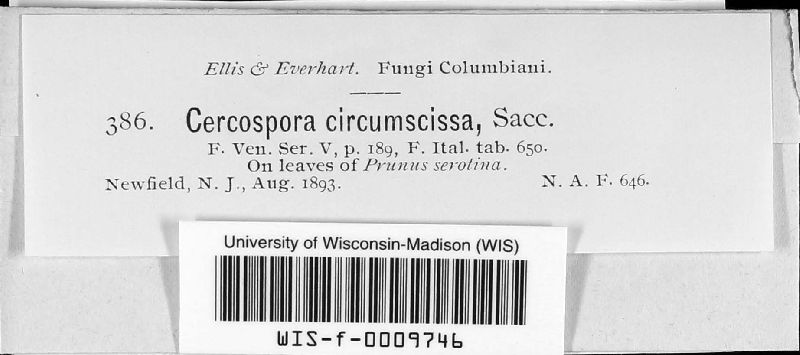 Ellis & Everhart. Fungi Columbiani.
386. Cercospora circumscissa, Sacc.
F. Ven. Ser. V, p. 189, F. Ital. tab. 650.
On leaves of Prunus serotina.
Newfield, N. J., Aug. 1893. N. A. F. 646.
University of Wisconsin-Madison (WIS)
WIS-f-0009746